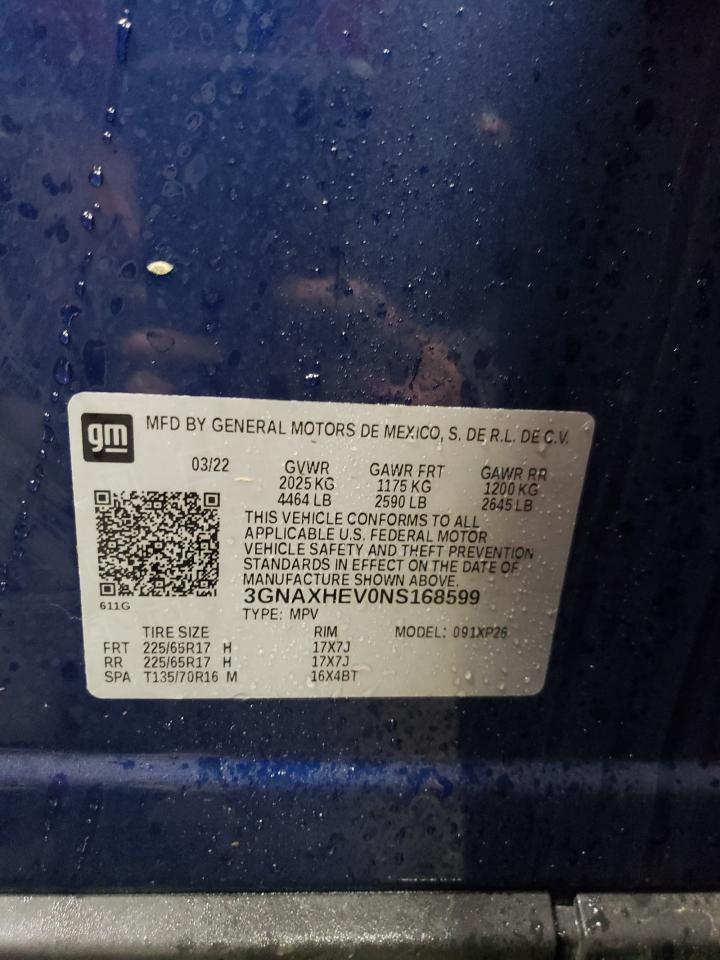 gm
MFD BY GENERAL MOTORS DE MEXICO, S. DE R.L. DE C.V.
03/22 GVWR GAWR FRT GAWR RR
2025 KG 1175 KG 1200 KG
4464 LB 2590 LB 2645 LB
THIS VEHICLE CONFORMS TO ALL
APPLICABLE U.S. FEDERAL MOTOR
VEHICLE SAFETY AND THEFT PREVENTION
STANDARDS IN EFFECT ON THE DATE OF
MANUFACTURE SHOWN ABOVE.
3GNAXHEV0NS168599
611G
TYPE: MPV
TIRE SIZE RIM MODEL: 091XP26
FRT 225/65R17 H 17X7J
RR 225/65R17 H 17X7J
SPA T135/70R16 M 16X4BT